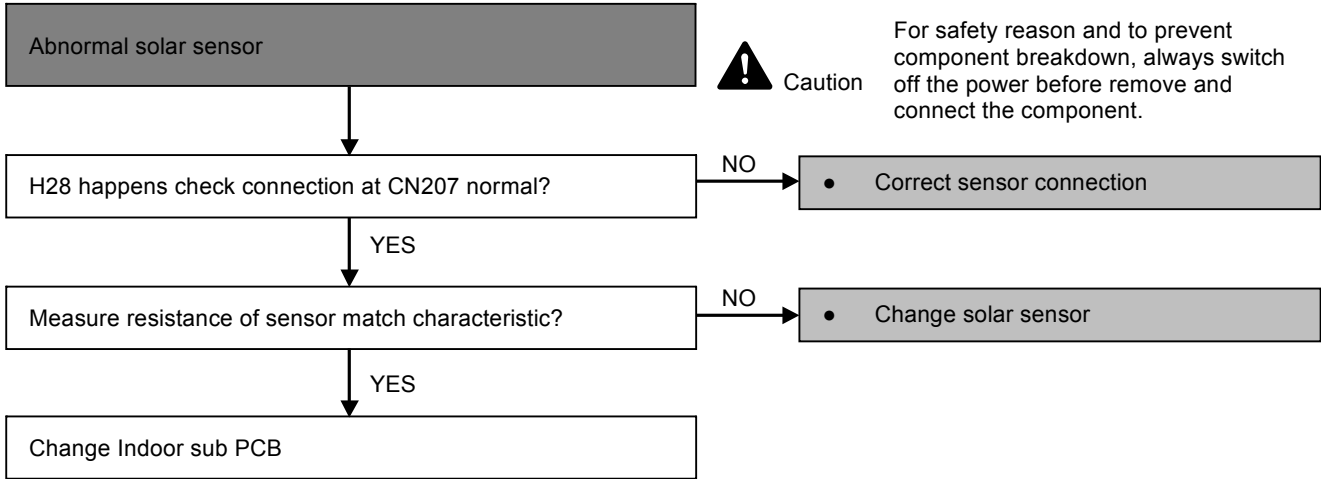 Abnormal solar sensor
Caution
For safety reason and to prevent
component breakdown, always switch
off the power before remove and
connect the component.
H28 happens check connection at CN207 normal?
NO
● Correct sensor connection
YES
Measure resistance of sensor match characteristic?
NO
● Change solar sensor
YES
Change Indoor sub PCB